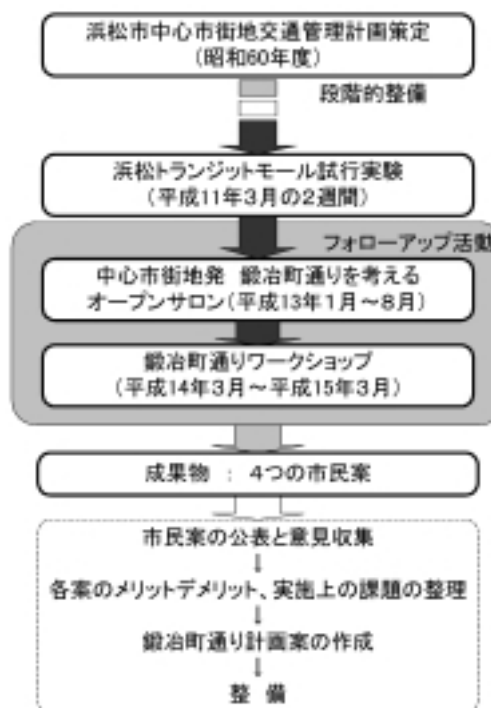 浜松市中心市街地交通管理計画策定
(昭和60年度)
段階的整備
浜松トランジットモール試行実験
(平成11年3月の2週間)
フォローアップ活動
中心市街地発 鍛冶町通りを考える
オープンサロン(平成13年1月～8月)
鍛冶町通りワークショップ
(平成14年3月～平成15年3月)
成果物 : 4つの市民案
市民案の公表と意見収集
↓
各案のメリットデメリット、実施上の課題の整理
↓
鍛冶町通り計画案の作成
↓
整 備